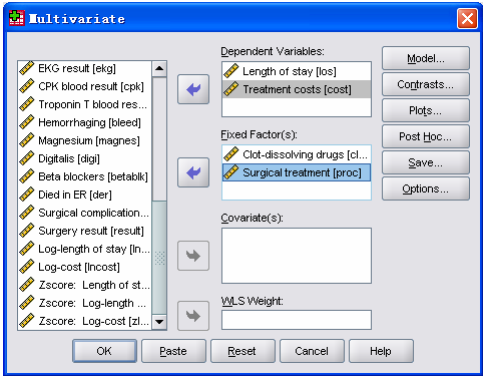 Multivariate
EKG result [ekg]
CPK blood result [cpk]
Troponin T blood res...
Hemorrhaging [bleed]
Magnesium [magnes]
Digitalis [digi]
Beta blockers [betablk]
Died in ER [der]
Surgical complication...
Surgery result [result]
Log-length of stay [ln...
Log-cost [lncost]
Zscore: Length of st...
Zscore: Log-length ...
Zscore: Log-cost [zl...
Dependent Variables:
Length of stay [los]
Treatment costs [cost]
Fixed Factor(s):
Clot-dissolving drugs [cl...
Surgical treatment [proc]
Covariate(s):
WLS Weight:
Model...
Contrasts...
Plots...
Post Hoc...
Save...
Options...
OK
Paste
Reset
Cancel
Help